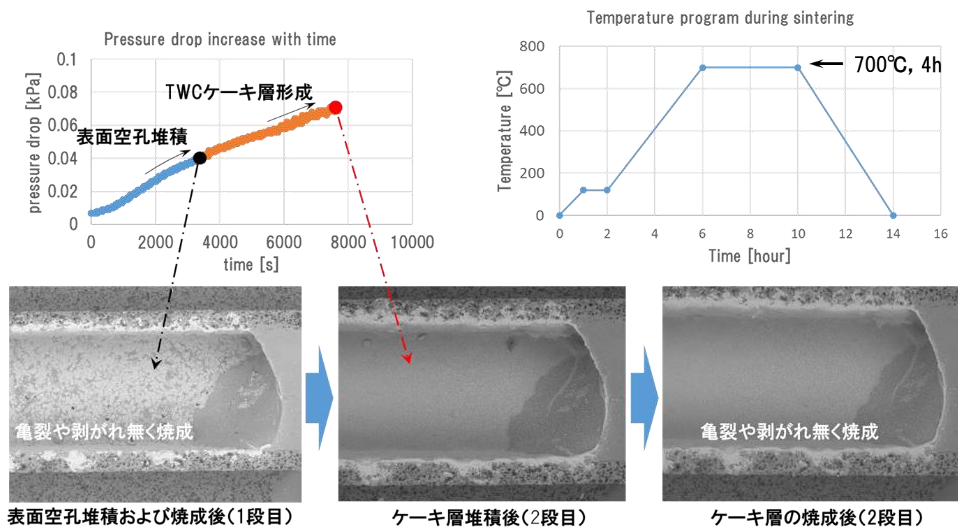 Pressure drop increase with time
pressure drop [kPa]
0.1
0.08
0.06
0.04
0.02
0
TWCケーキ層形成
表面空孔堆積
0 2000 4000 6000 8000 10000
time [s]
Temperature program during sintering
Temperature [℃]
800
600
400
200
0
700℃, 4h
0 2 4 6 8 10 12 14 16
Time [hour]
亀裂や剥がれ無く焼成
亀裂や剥がれ無く焼成
表面空孔堆積および焼成後(1段目)
ケーキ層堆積後(2段目)
ケーキ層の焼成後(2段目)